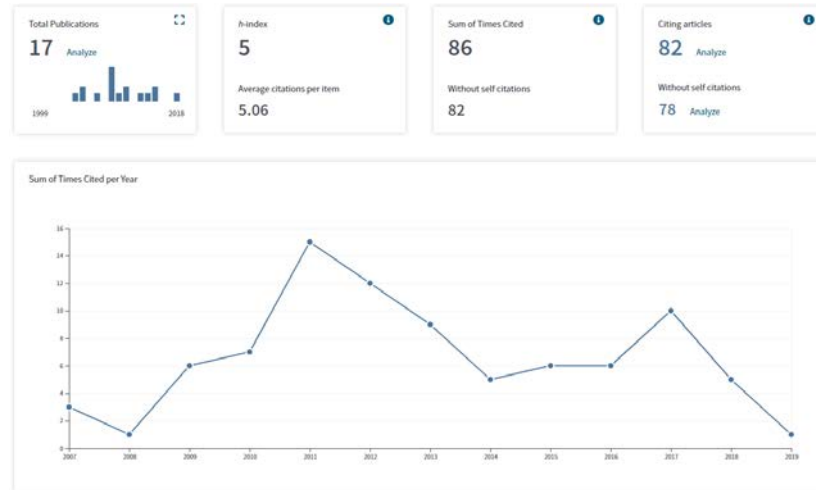 Total Publications
17 Analyze
1999 2018
h-index
5
Average citations per item
5.06
Sum of Times Cited
86
Without self citations
82
Citing articles
82 Analyze
Without self citations
78 Analyze
Sum of Times Cited per Year
16
14
12
10
8
6
4
2
0
2007 2008 2009 2010 2011 2012 2013 2014 2015 2016 2017 2018 2019